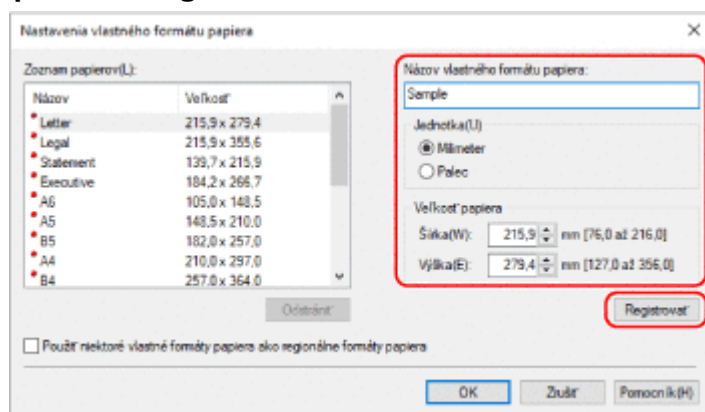 Nastavenia vlastného formátu papiera
Zoznam papierov(L):
Názov Veľkosť
Letter 215,9 x 279,4
Legal 215,9 x 355,6
Statement 139,7 x 215,9
Executive 184,2 x 266,7
A6 105,0 x 148,5
A5 148,5 x 210,0
B5 182,0 x 257,0
A4 210,0 x 297,0
B4 257,0 x 364,0
Odstrániť
Použiť niektoré vlastné formáty papiera ako regionálne formáty papiera
Názov vlastného formátu papiera:
Sample
Jednotka(U)
Milimeter
Palec
Veľkosť papiera
Šírka(W): 215,9 mm [76,0 až 216,0]
Výška(E): 279,4 mm [127,0 až 356,0]
Registrovať
OK Zrušiť Pomocník(H)